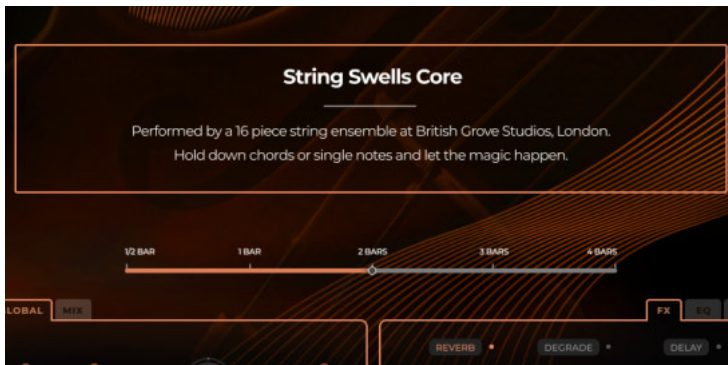 String Swells Core
Performed by a 16 piece string ensemble at British Grove Studios, London.
Hold down chords or single notes and let the magic happen.
1/2 BAR 1 BAR 2 BARS 3 BARS 4 BARS
LOBAL MIX FX EQ
REVERB DEGRADE DELAY